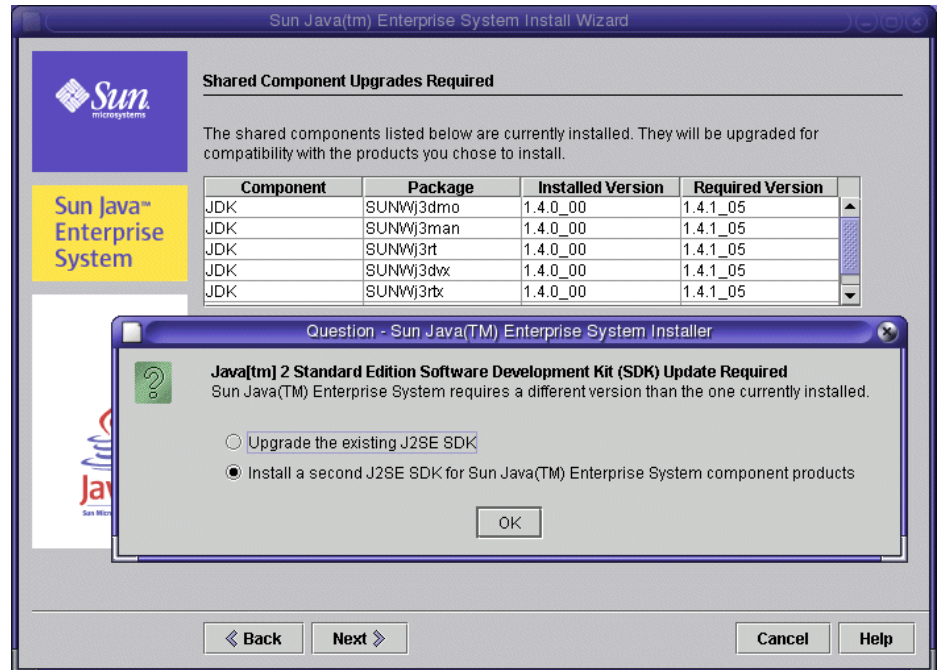 Sun Java(tm) Enterprise System Install Wizard
Sun
microsystems
Sun Java™
Enterprise
System
Shared Component Upgrades Required
The shared components listed below are currently installed. They will be upgraded for
compatibility with the products you chose to install.
Component Package Installed Version Required Version
JDK SUNWj3dmo 1.4.0_00 1.4.1_05
JDK SUNWj3man 1.4.0_00 1.4.1_05
JDK SUNWj3rt 1.4.0_00 1.4.1_05
JDK SUNWj3dvx 1.4.0_00 1.4.1_05
JDK SUNWj3rtx 1.4.0_00 1.4.1_05
Question - Sun Java(TM) Enterprise System Installer
Java[tm] 2 Standard Edition Software Development Kit (SDK) Update Required
Sun Java(TM) Enterprise System requires a different version than the one currently installed.
Upgrade the existing J2SE SDK
Install a second J2SE SDK for Sun Java(TM) Enterprise System component products
OK
Back Next Cancel Help